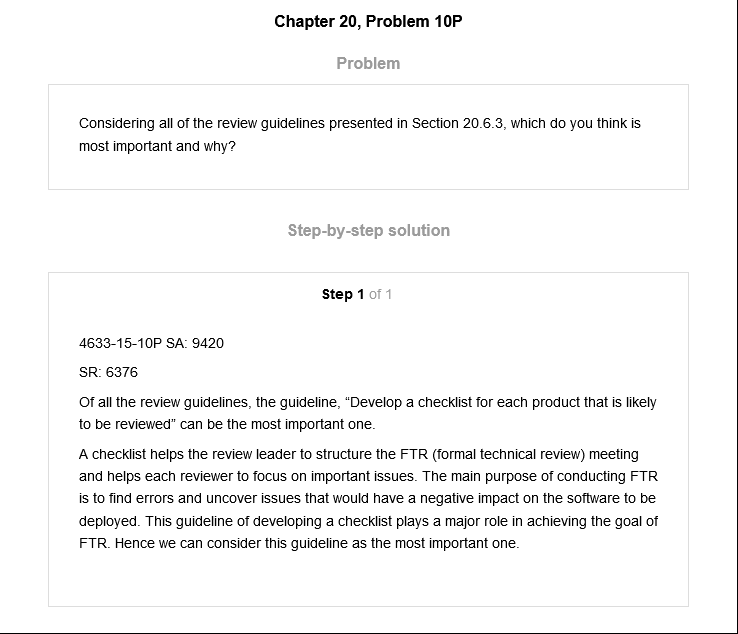 Chapter 20, Problem 10P
Problem
Considering all of the review guidelines presented in Section 20.6.3, which do you think is
most important and why?
Step-by-step solution
Step 1 of 1
4633-15-10P SA: 9420
SR: 6376
Of all the review guidelines, the guideline, “Develop a checklist for each product that is likely
to be reviewed” can be the most important one.
A checklist helps the review leader to structure the FTR (formal technical review) meeting
and helps each reviewer to focus on important issues. The main purpose of conducting FTR
is to find errors and uncover issues that would have a negative impact on the software to be
deployed. This guideline of developing a checklist plays a major role in achieving the goal of
FTR. Hence we can consider this guideline as the most important one.